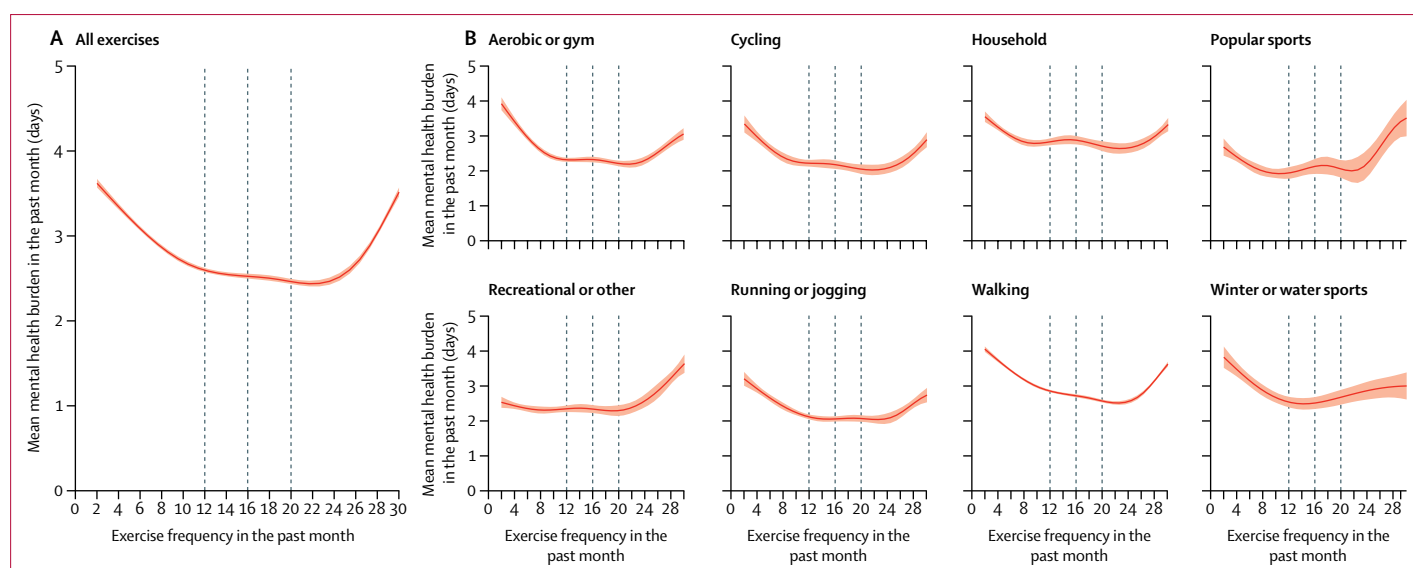 A All exercises
5
4
3
2
1
0
0 2 4 6 8 10 12 14 16 18 20 22 24 26 28 30
Mean mental health burden in the past month (days)
Exercise frequency in the past month
B Aerobic or gym
Cycling
Household
Popular sports
5
4
3
2
1
0
Mean mental health burden
in the past month (days)
Recreational or other
Running or jogging
Walking
Winter or water sports
5
4
3
2
1
0
Mean mental health burden
in the past month (days)
0 4 8 12 16 20 24 28
0 4 8 12 16 20 24 28
0 4 8 12 16 20 24 28
0 4 8 12 16 20 24 28
Exercise frequency in the
past month
Exercise frequency in the
past month
Exercise frequency in the
past month
Exercise frequency in the
past month